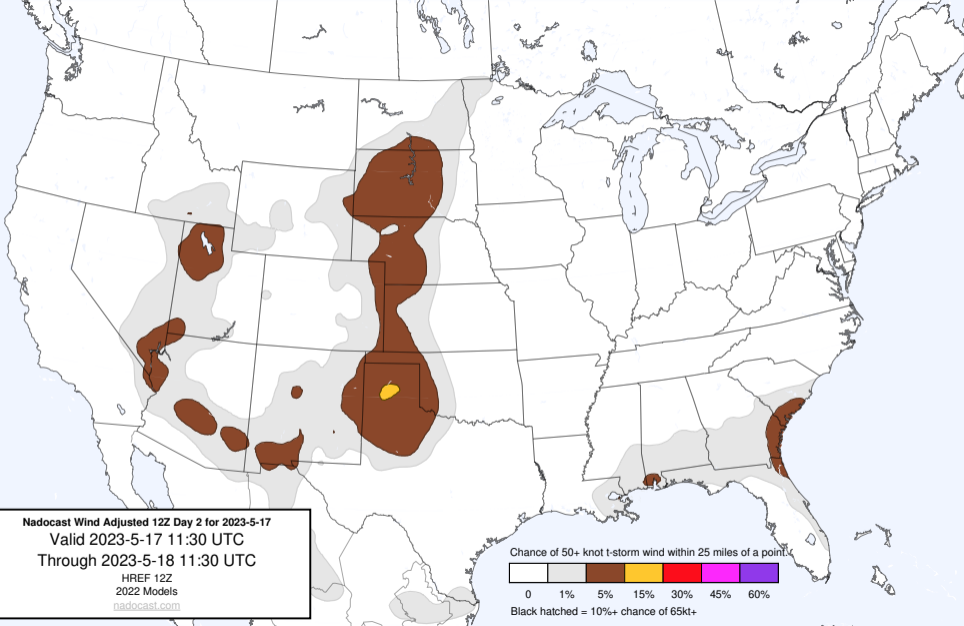 Nadocast Wind Adjusted 12Z Day 2 for 2023-5-17
Valid 2023-5-17 11:30 UTC
Through 2023-5-18 11:30 UTC
HREF 12Z
2022 Models
nadocast.com
Chance of 50+ knot t-storm wind within 25 miles of a point.
0 1% 5% 15% 30% 45% 60%
Black hatched = 10%+ chance of 65kt+